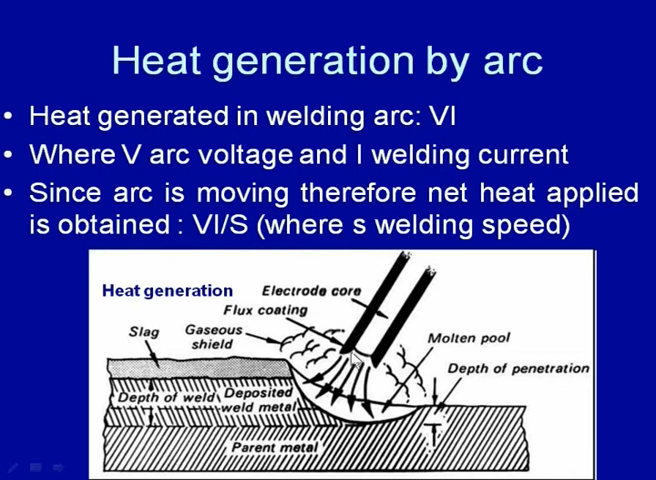 Heat generation by arc
• Heat generated in welding arc: VI
• Where V arc voltage and I welding current
• Since arc is moving therefore net heat applied
is obtained : VI/S (where s welding speed)
Heat generation
Electrode core
Flux coating
Gaseous
shield
Slag
Molten pool
Depth of penetration
Depth of weld
Deposited
weld metal
Parent metal